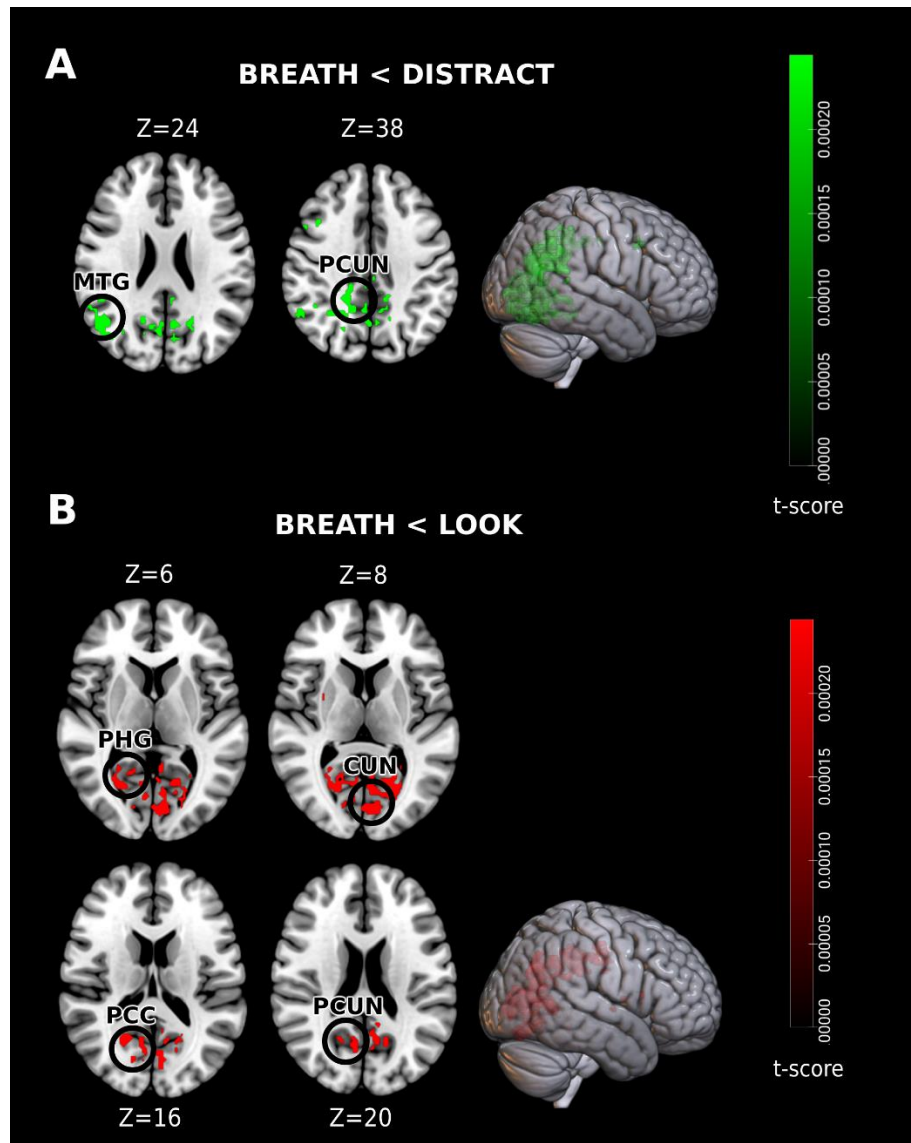 A
BREATH < DISTRACT
Z=24
Z=38
MTG
PCUN
0.00020
0.00015
0.00010
0.00005
.00000
t-score
B
BREATH < LOOK
Z=6
Z=8
PHG
CUN
PCC
PCUN
Z=16
Z=20
0.00020
0.00015
0.00010
0.00005
.00000
t-score